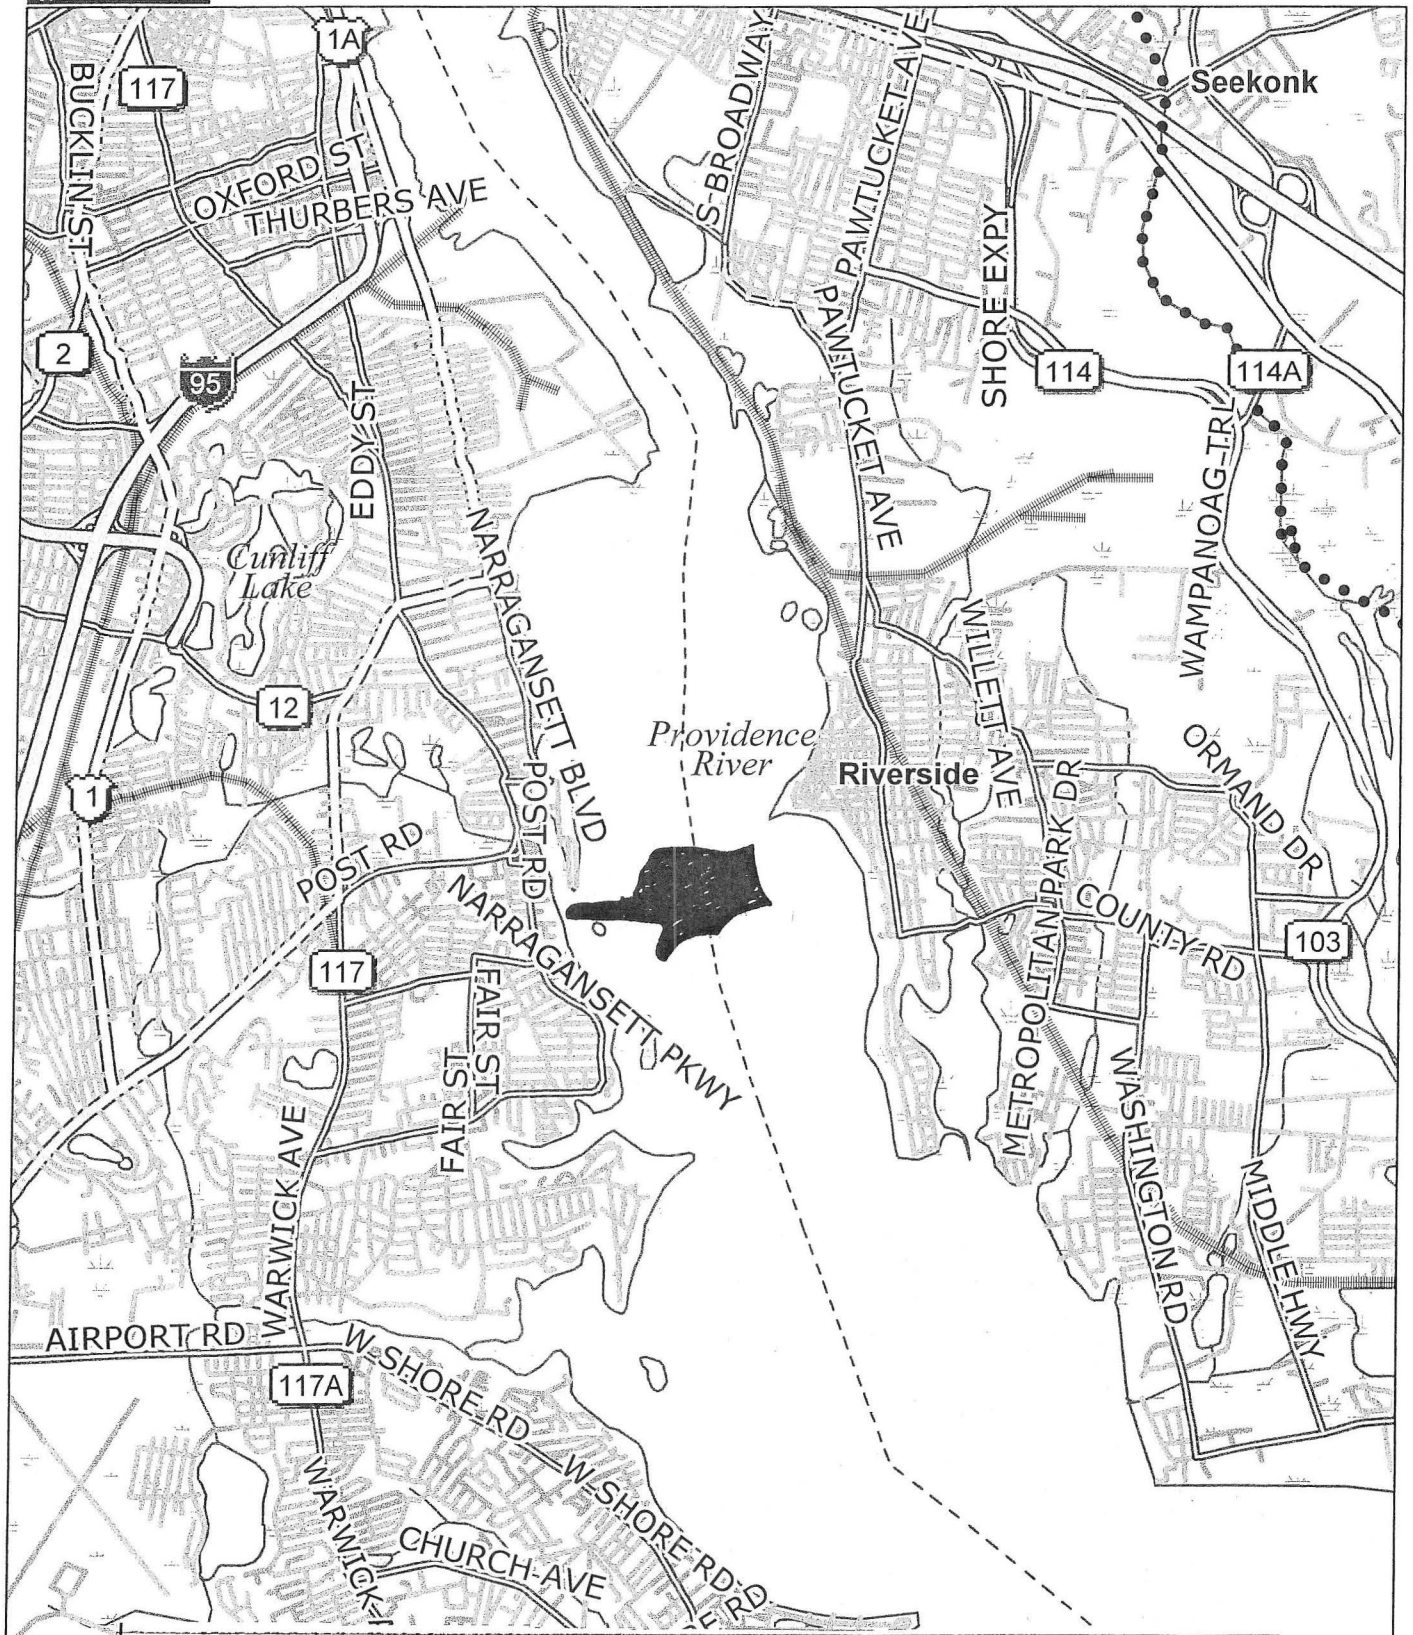 1A
117
BUCKLIN ST
OXFORD ST
THURBERS AVE
S BROADWAY
PAWTUCKET AVE
Seekonk
SHORE EXPY
2
95
EDDY ST
PAWTUCKET AVE
114
114A
WAMPANOAG TRL
Cunliff
Lake
NARRAGANSETT BLVD
12
WILLETT AVE
Providence
River
Riverside
ORMAND DR
1
POST RD
POST RD
METROPOLITAN PARK DR
NARRAGANSETT PKWY
COUNTY RD
103
117
FAIR ST
FAIR ST
WARWICK AVE
WASHINGTON RD
MIDDLE HWY
AIRPORT RD
W SHORE RD
117A
W SHORE RD
WARWICK
CHURCH AVE
RD